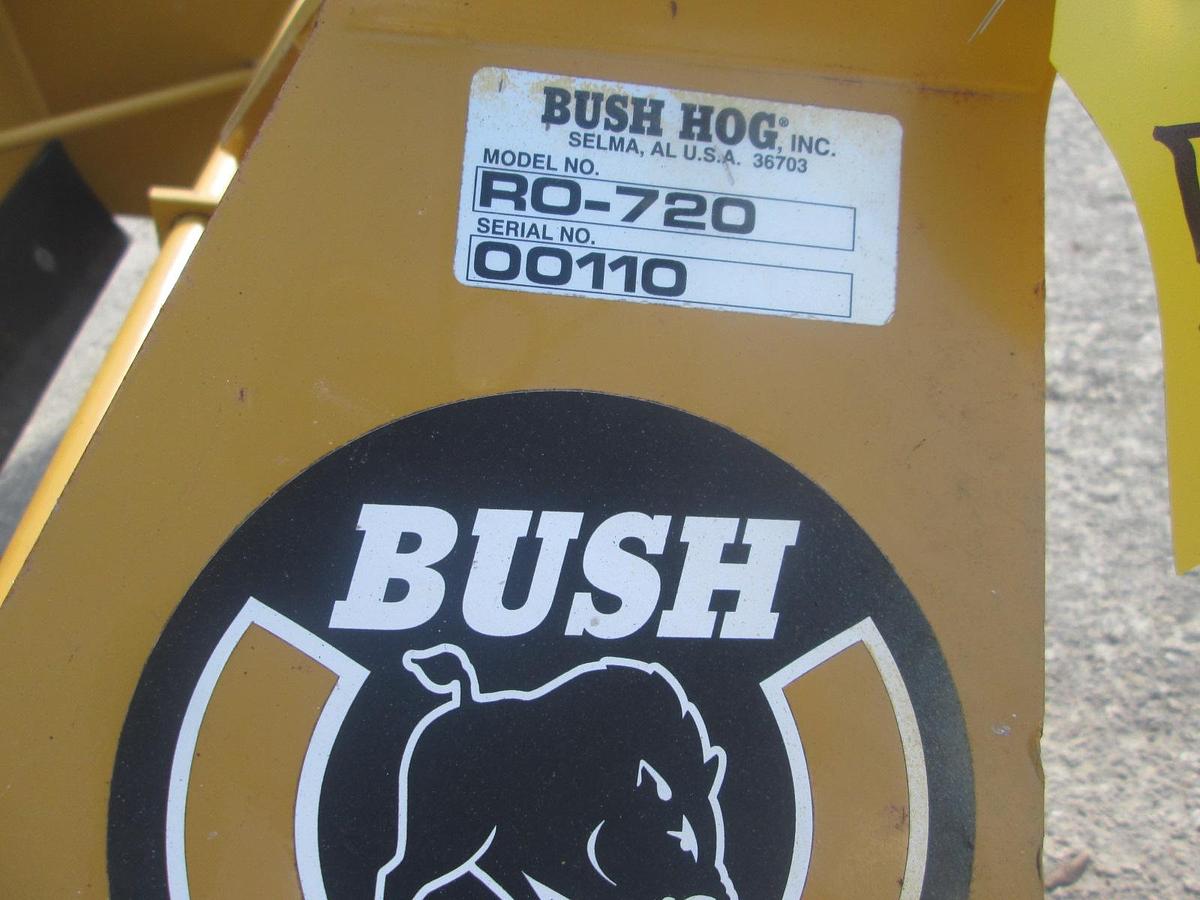 BUSH HOG®, INC.
SELMA, AL U.S.A. 36703
MODEL NO.
RO-720
SERIAL NO.
00110
BUSH